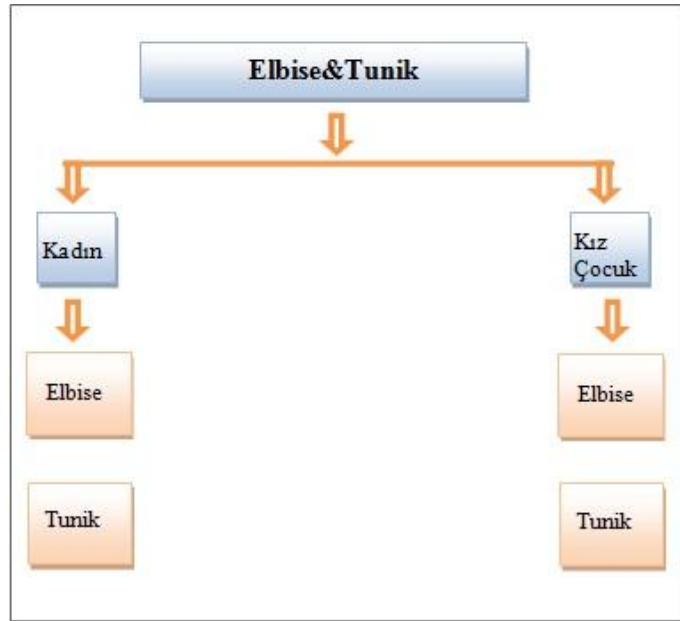 Elbise&Tunik
Kadın
Kız
Çocuk
Elbise
Elbise
Tunik
Tunik